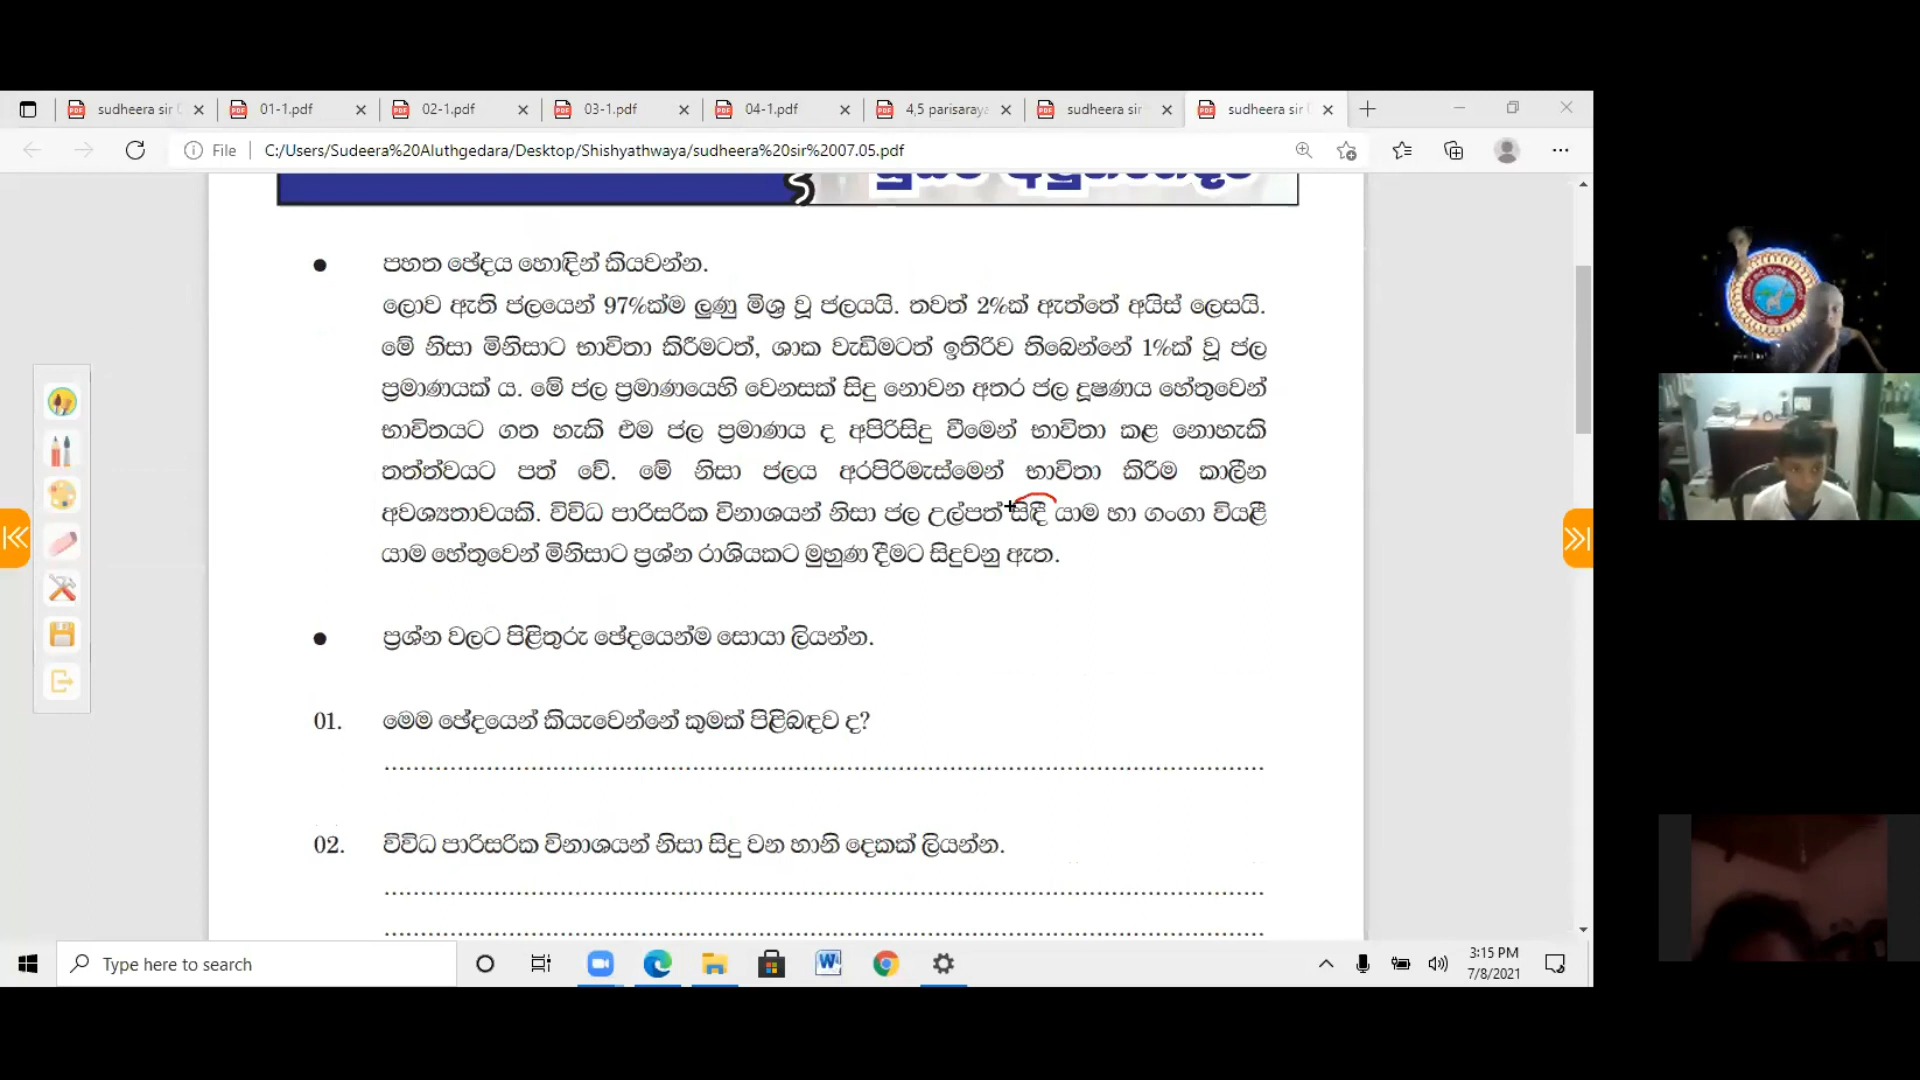 sudheera sir
01-1.pdf
02-1.pdf
03-1.pdf
04-1.pdf
4,5 parisaraya
sudheera sir
sudheera sir
File
C:/Users/Sudeera%20Aluthgedara/Desktop/Shishyathwaya/sudheera%20sir%2007.05.pdf
● පහත ඡේදය හොඳින් කියවන්න.
ලොව ඇති ජලයෙන් 97%ක්ම ලුණු මිශ්‍ර වූ ජලයයි. තවත් 2%ක් ඇත්තේ අයිස් ලෙසයි.
මේ නිසා මිනිසාට භාවිතා කිරීමටත්, ශාක වැඩිමටත් ඉතිරිව තිබෙන්නේ 1%ක් වූ ජල
ප්‍රමාණයක් ය. මේ ජල ප්‍රමාණයෙහි වෙනසක් සිදු නොවන අතර ජල දූෂණය හේතුවෙන්
භාවිතයට ගත හැකි එම ජල ප්‍රමාණය ද අපිරිසිදු වීමෙන් භාවිතා කළ නොහැකි
තත්ත්වයට පත් වේ. මේ නිසා ජලය අරපිරිමැස්මෙන් භාවිතා කිරීම කාලීන
අවශ්‍යතාවයකි. විවිධ පාරිසරික විනාශයන් නිසා ජල උල්පත් සිඳී යාම හා ගංගා වියළී
යාම හේතුවෙන් මිනිසාට ප්‍රශ්න රාශියකට මුහුණ දීමට සිදුවනු ඇත.
● ප්‍රශ්න වලට පිළිතුරු ඡේදයෙන්ම සොයා ලියන්න.
01. මෙම ඡේදයෙන් කියැවෙන්නේ කුමක් පිළිබඳව ද?
02. විවිධ පාරිසරික විනාශයන් නිසා සිදු වන හානි දෙකක් ලියන්න.
Type here to search
3:15 PM
7/8/2021